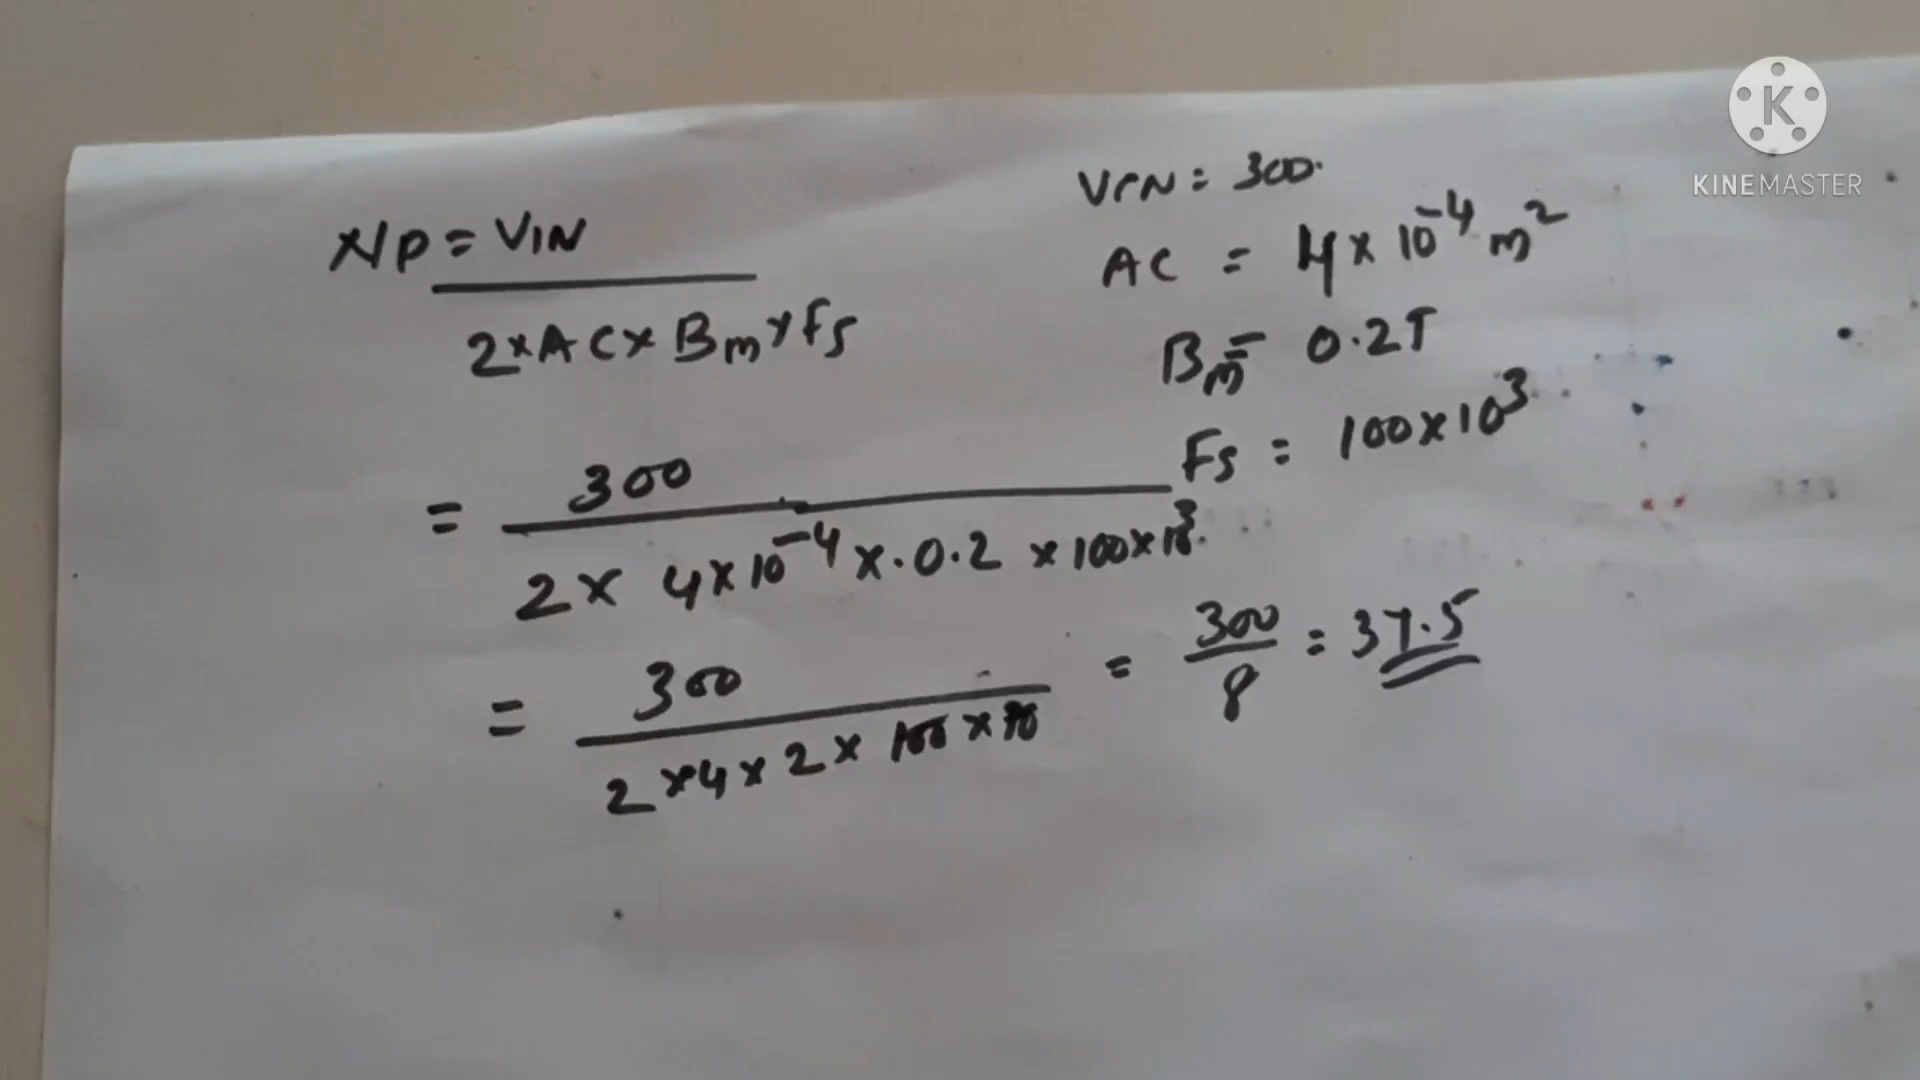 K
KINEMASTER
NP = VIN
2×AC×Bm×fs
VIN = 300
AC = 4×10⁻⁴ m²
Bm = 0.2T
Fs = 100×10³
= 300
2× 4×10⁻⁴ ×.0.2 ×100×10³
= 300
2×4×2×
= 300
8
= 37.5